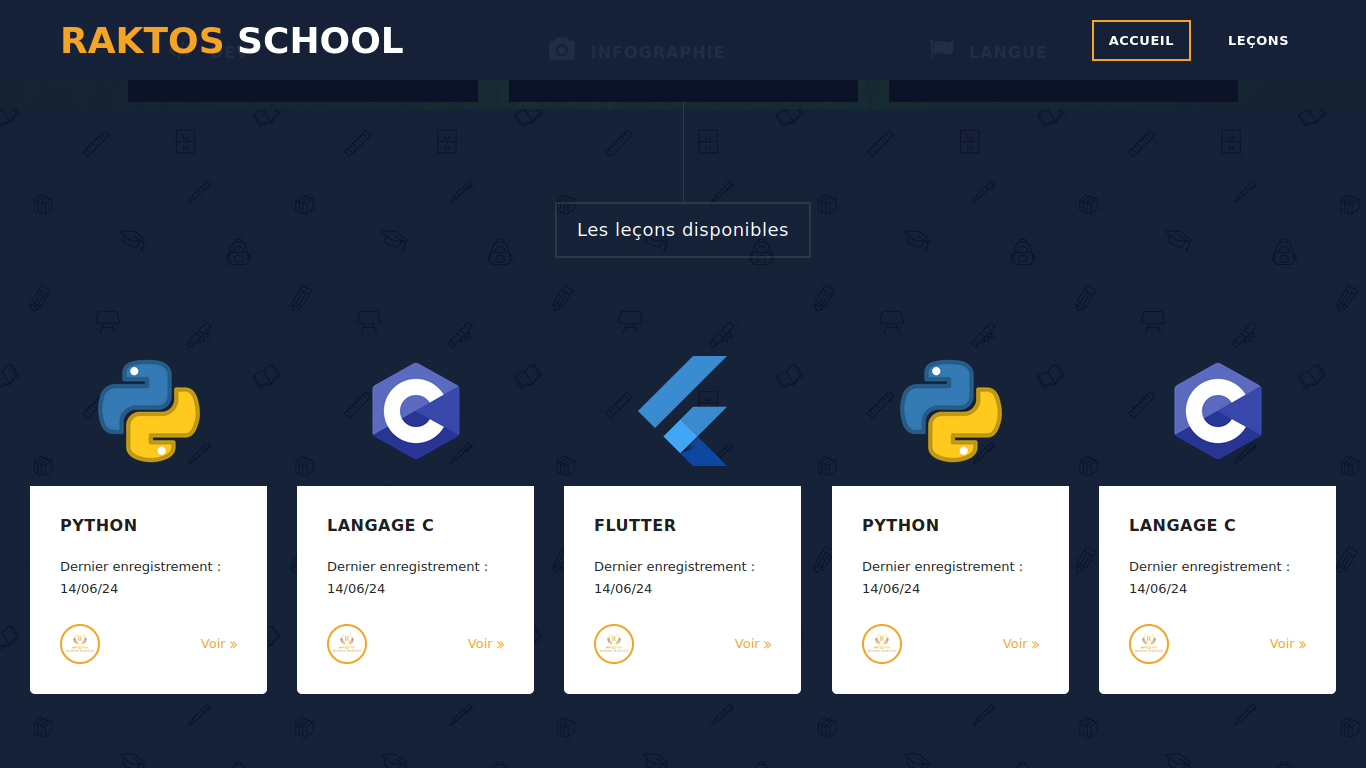 RAKTOS SCHOOL
ACCUEIL
LEÇONS
DEV
INFOGRAPHIE
LANGUE
Les leçons disponibles
PYTHON
Dernier enregistrement :
14/06/24
Voir »
LANGAGE C
Dernier enregistrement :
14/06/24
Voir »
FLUTTER
Dernier enregistrement :
14/06/24
Voir »
PYTHON
Dernier enregistrement :
14/06/24
Voir »
LANGAGE C
Dernier enregistrement :
14/06/24
Voir »